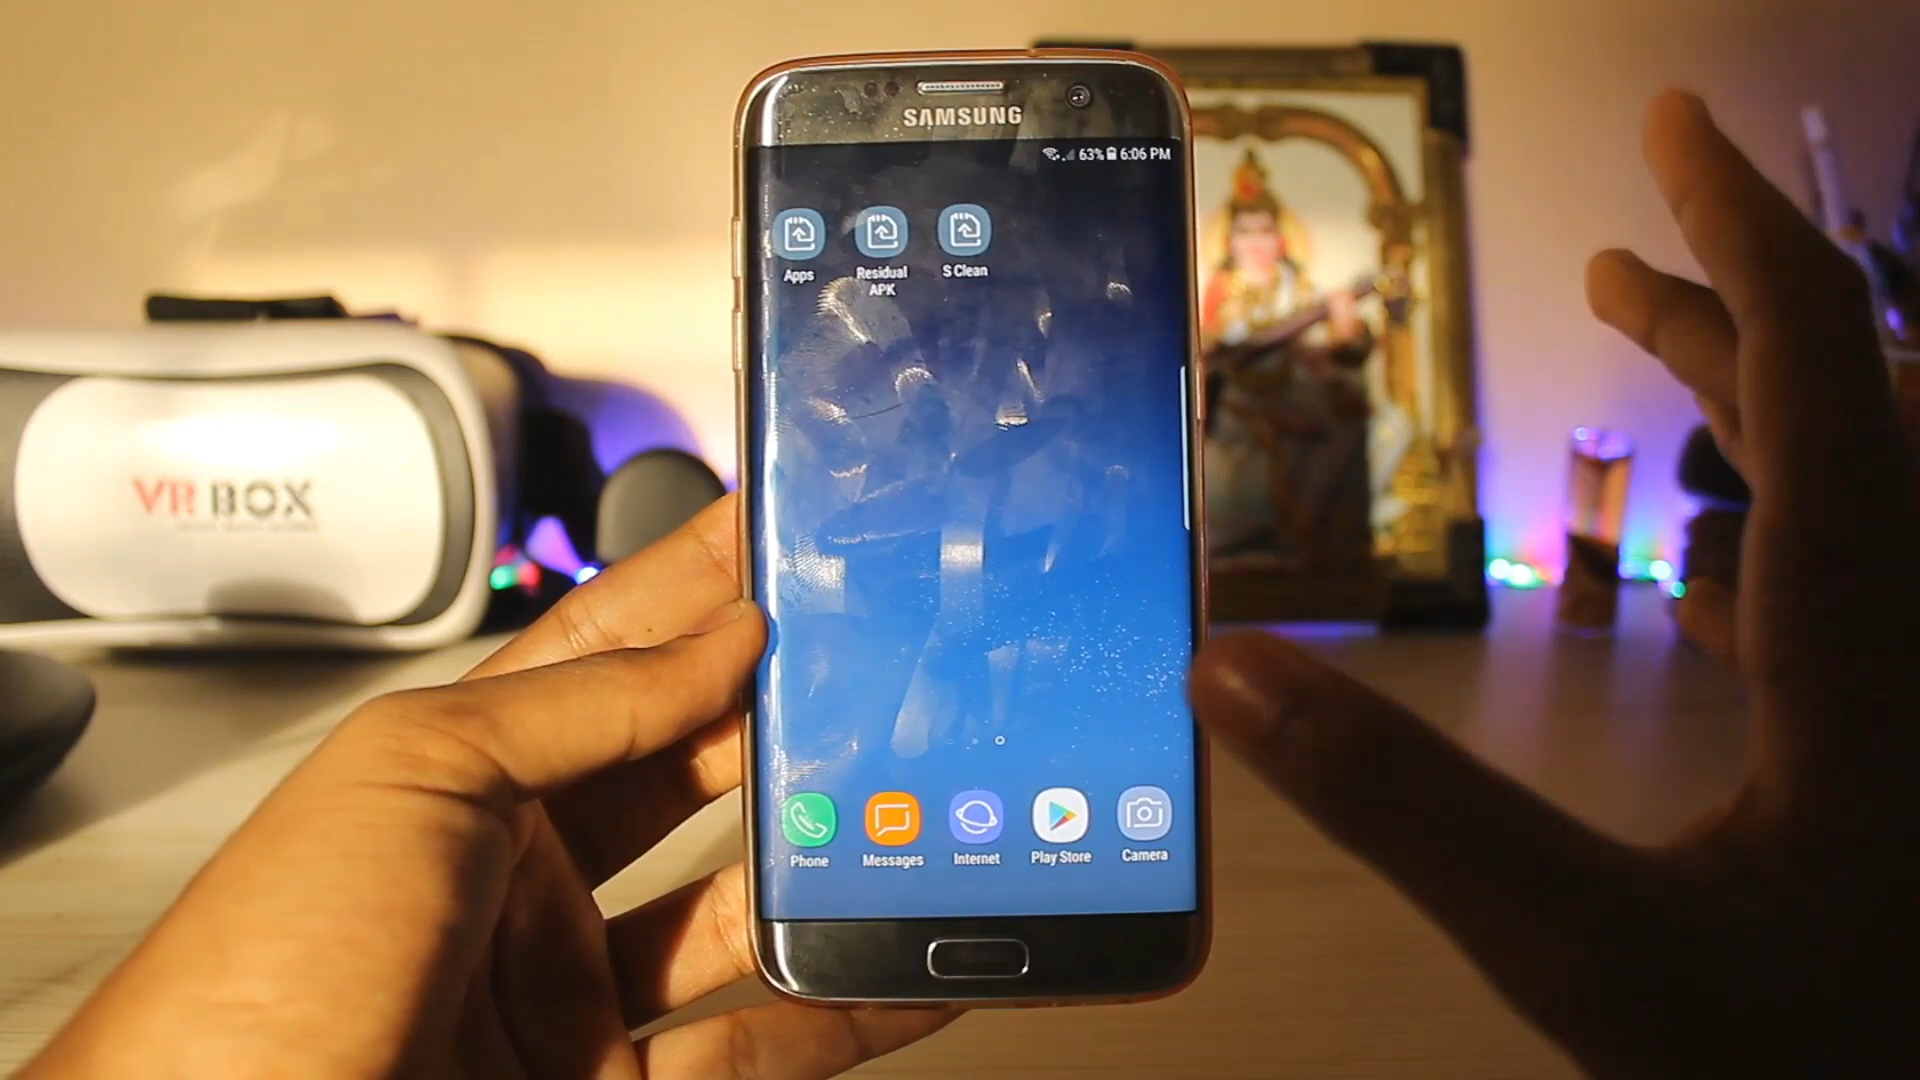 SAMSUNG
63% 6:06 PM
Apps
Residual
APK
S Clean
VR BOX
Phone
Messages
Internet
Play Store
Camera